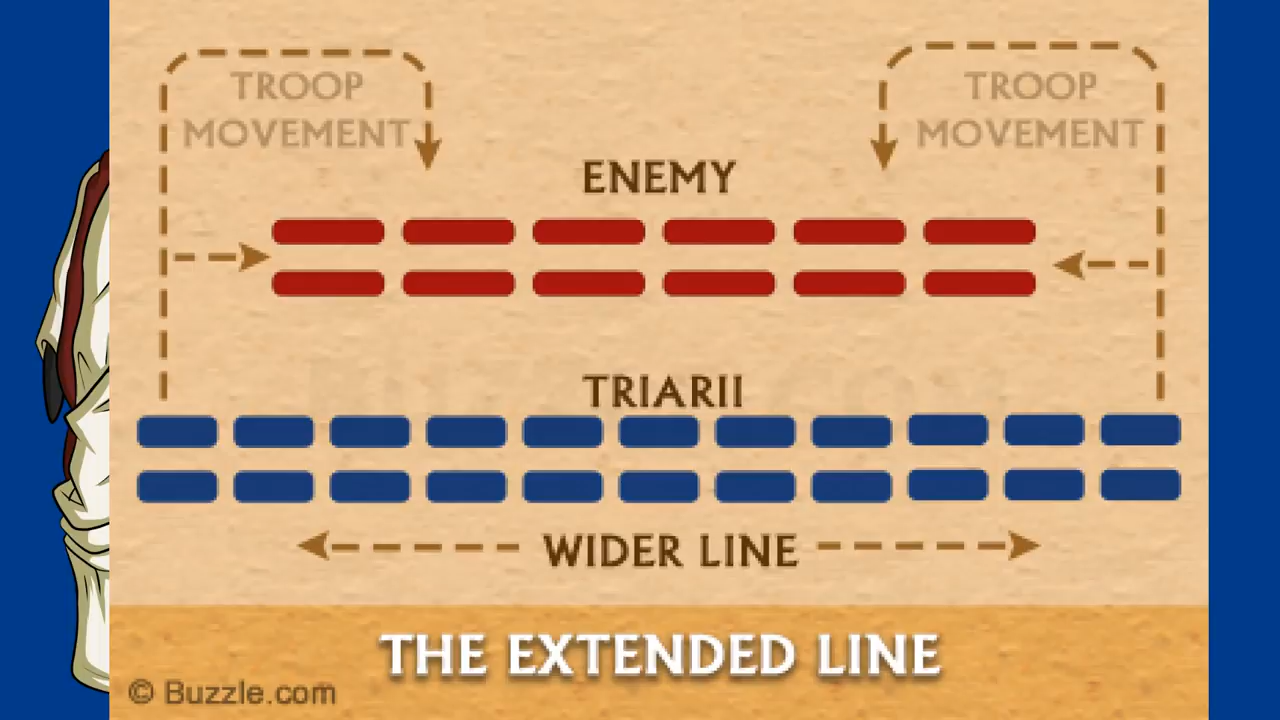 TROOP
MOVEMENT
TROOP
MOVEMENT
ENEMY
TRIARII
WIDER LINE
THE EXTENDED LINE
© Buzzle.com